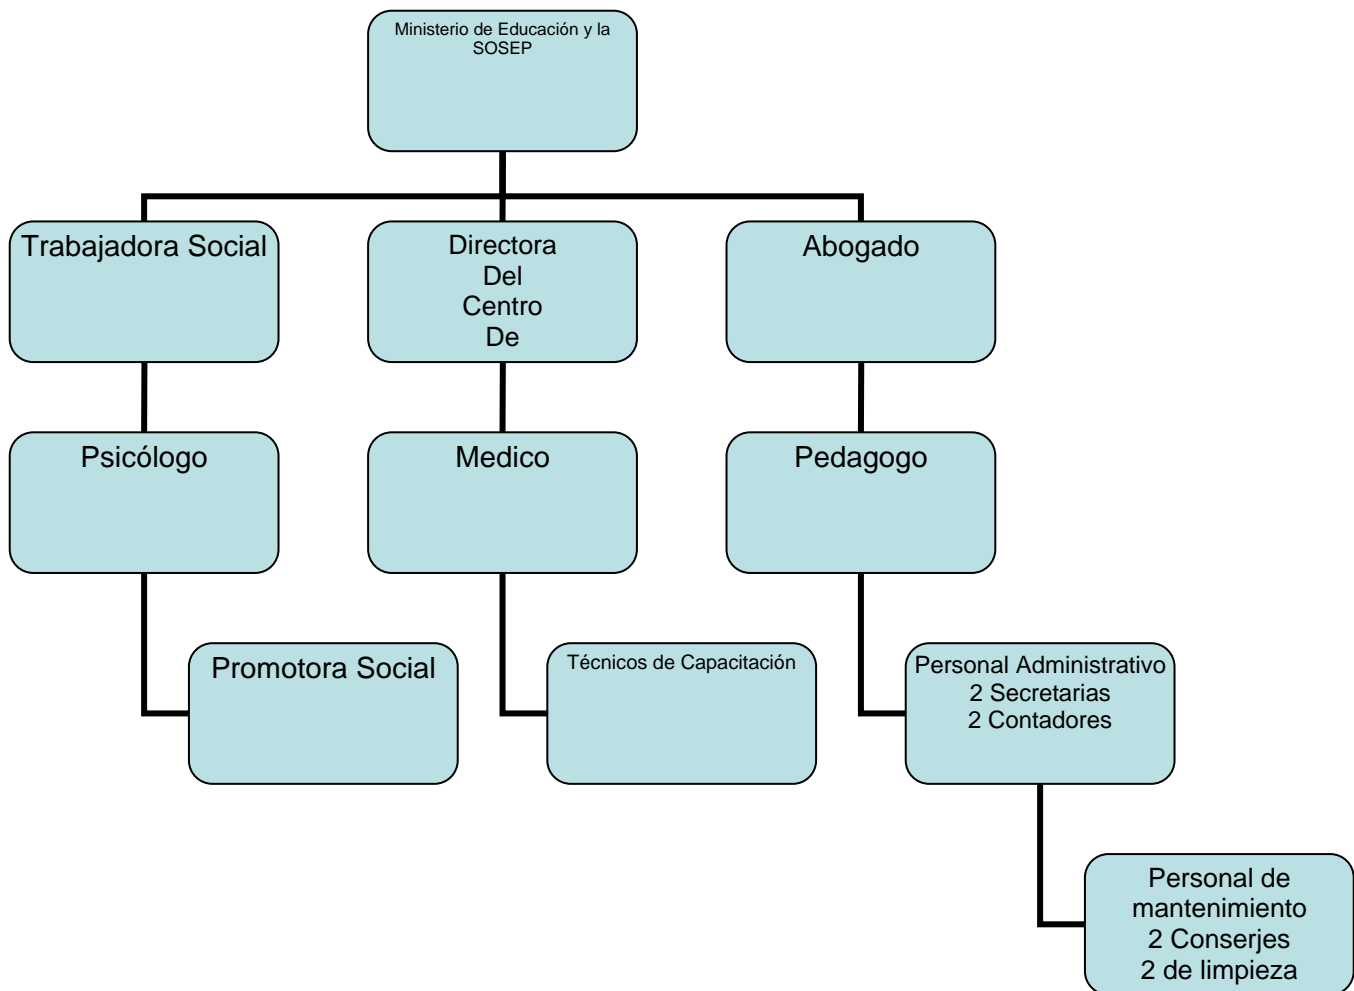 Ministerio de Educación y la
SOSEP
Trabajadora Social
Directora
Del
Centro
De
Abogado
Psicólogo
Medico
Pedagogo
Promotora Social
Técnicos de Capacitación
Personal Administrativo
2 Secretarias
2 Contadores
Personal de
mantenimiento
2 Conserjes
2 de limpieza